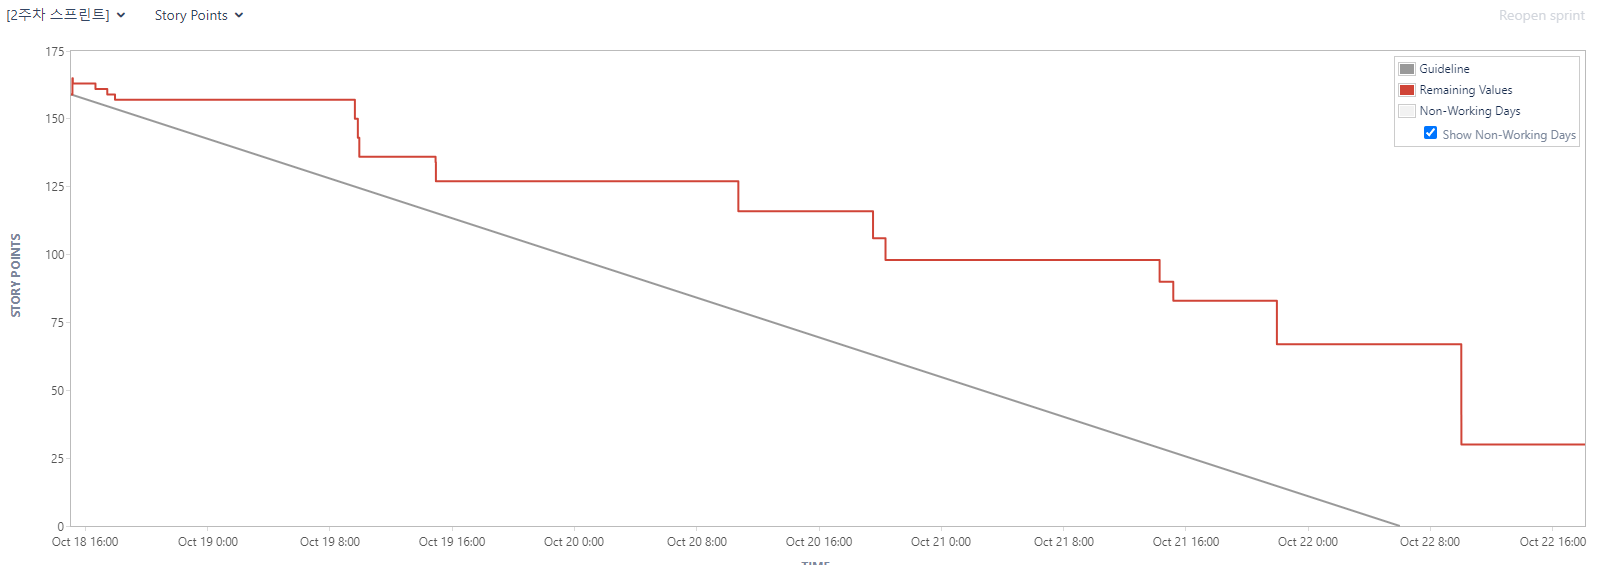 [2주차 스프린트] Story Points Reopen sprint
175
150
125
100
75
50
25
0
STORY POINTS
Guideline
Remaining Values
Non-Working Days
Show Non-Working Days
Oct 18 16:00 Oct 19 0:00 Oct 19 8:00 Oct 19 16:00 Oct 20 0:00 Oct 20 8:00 Oct 20 16:00 Oct 21 0:00 Oct 21 8:00 Oct 21 16:00 Oct 22 0:00 Oct 22 8:00 Oct 22 16:00
TIME